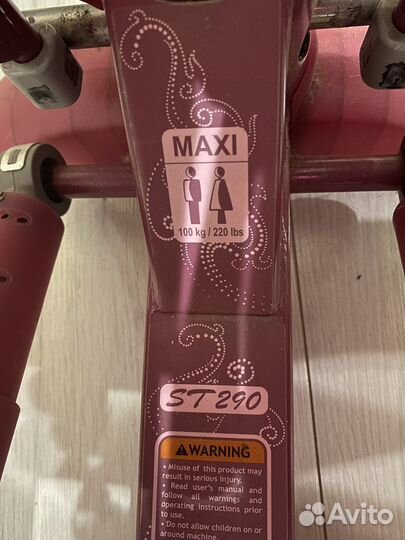 MAXI
100 kg / 220 lbs
ST290
WARNING
• Misuse of this product may
result in serious injury.
• Read user's manual and
follow all warnings and
operating instructions prior
to use.
• Do not allow children on or
around machine.
Avito